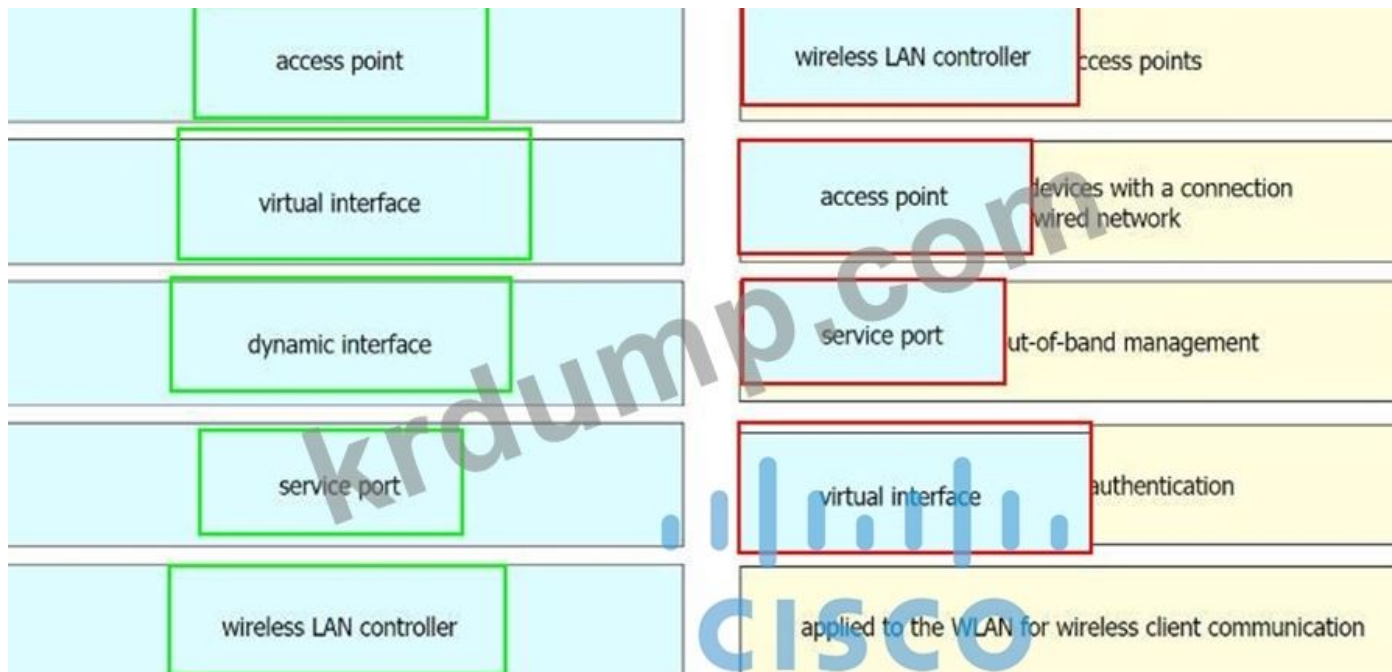 access point
wireless LAN controller
ccess points
virtual interface
access point
devices with a connection
wired network
dynamic interface
service port
ut-of-band management
service port
virtual interface
authentication
wireless LAN controller
applied to the WLAN for wireless client communication
krdump.com
CISCO